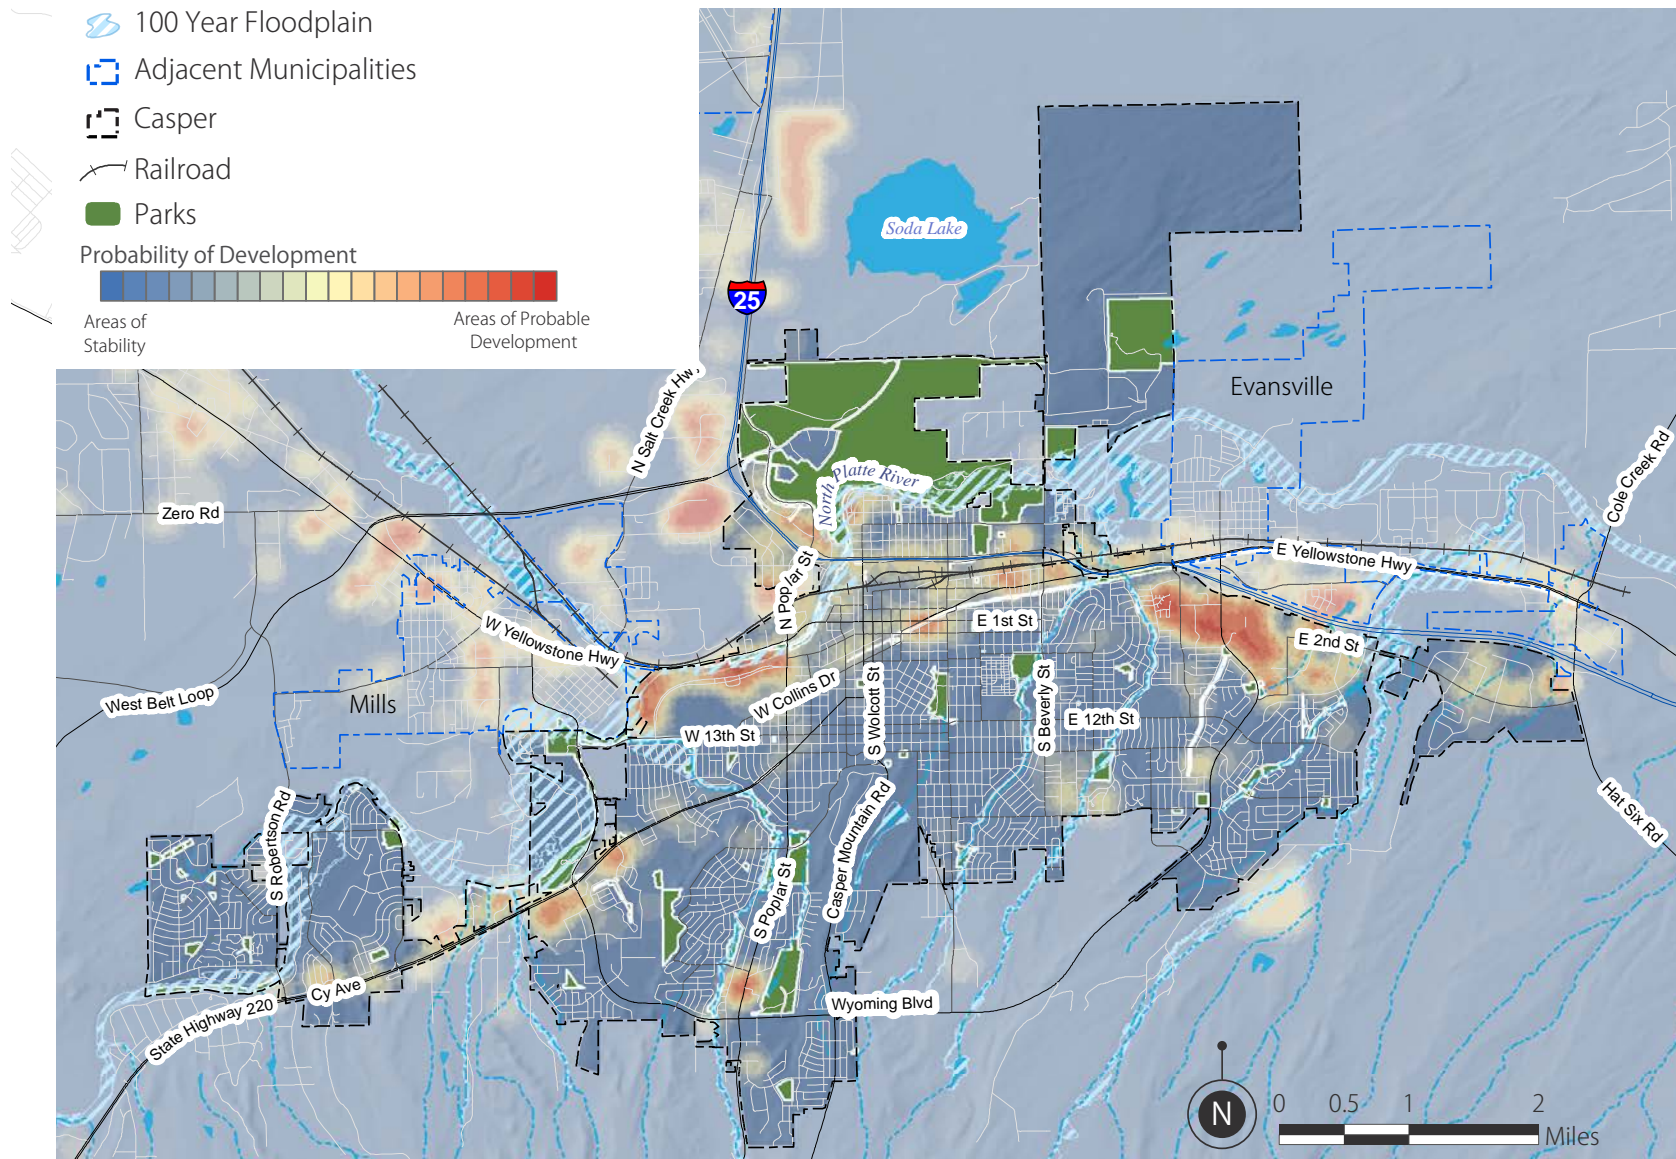 100 Year Floodplain
Adjacent Municipalities
Casper
Railroad
Parks
Probability of Development
Areas of
Stability
Areas of Probable
Development
25
Soda Lake
Evansville
N Salt Creek Hwy
North Platte River
Cole Creek Rd
Zero Rd
E Yellowstone Hwy
N Poplar St
W Yellowstone Hwy
E 1st St
E 2nd St
West Belt Loop
Mills
W Collins Dr
S Wolcott St
S Beverly St
E 12th St
W 13th St
S Robertson Rd
Casper Mountain Rd
Hat Six Rd
S Poplar St
Cy Ave
State Highway 220
Wyoming Blvd
N
0 0.5 1 2
Miles